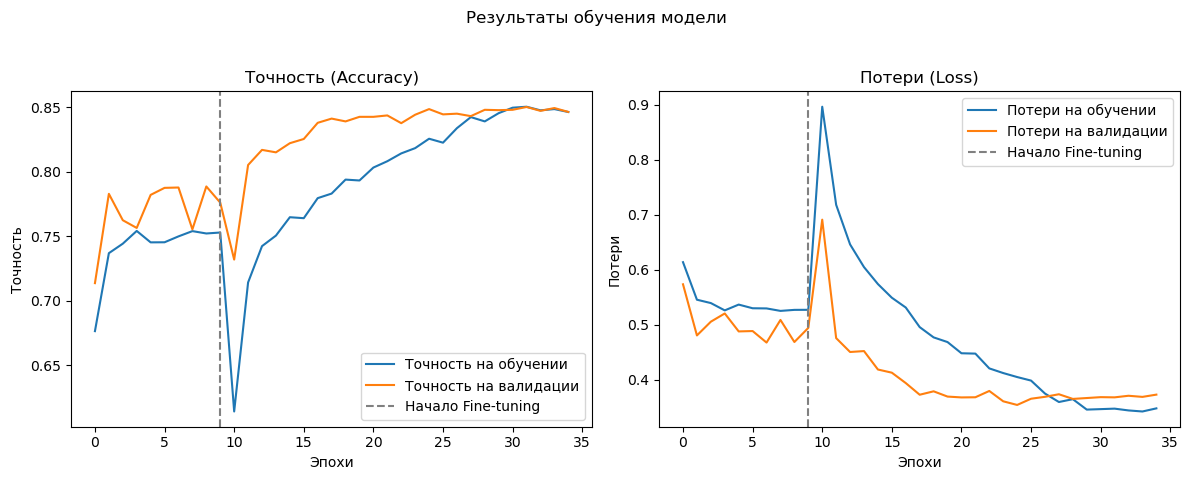 Результаты обучения модели
Точность (Accuracy)
Точность
0.85
0.80
0.75
0.70
0.65
Точность на обучении
Точность на валидации
Начало Fine-tuning
0 5 10 15 20 25 30 35
Эпохи
Потери (Loss)
Потери
0.9
0.8
0.7
0.6
0.5
0.4
Потери на обучении
Потери на валидации
Начало Fine-tuning
0 5 10 15 20 25 30 35
Эпохи